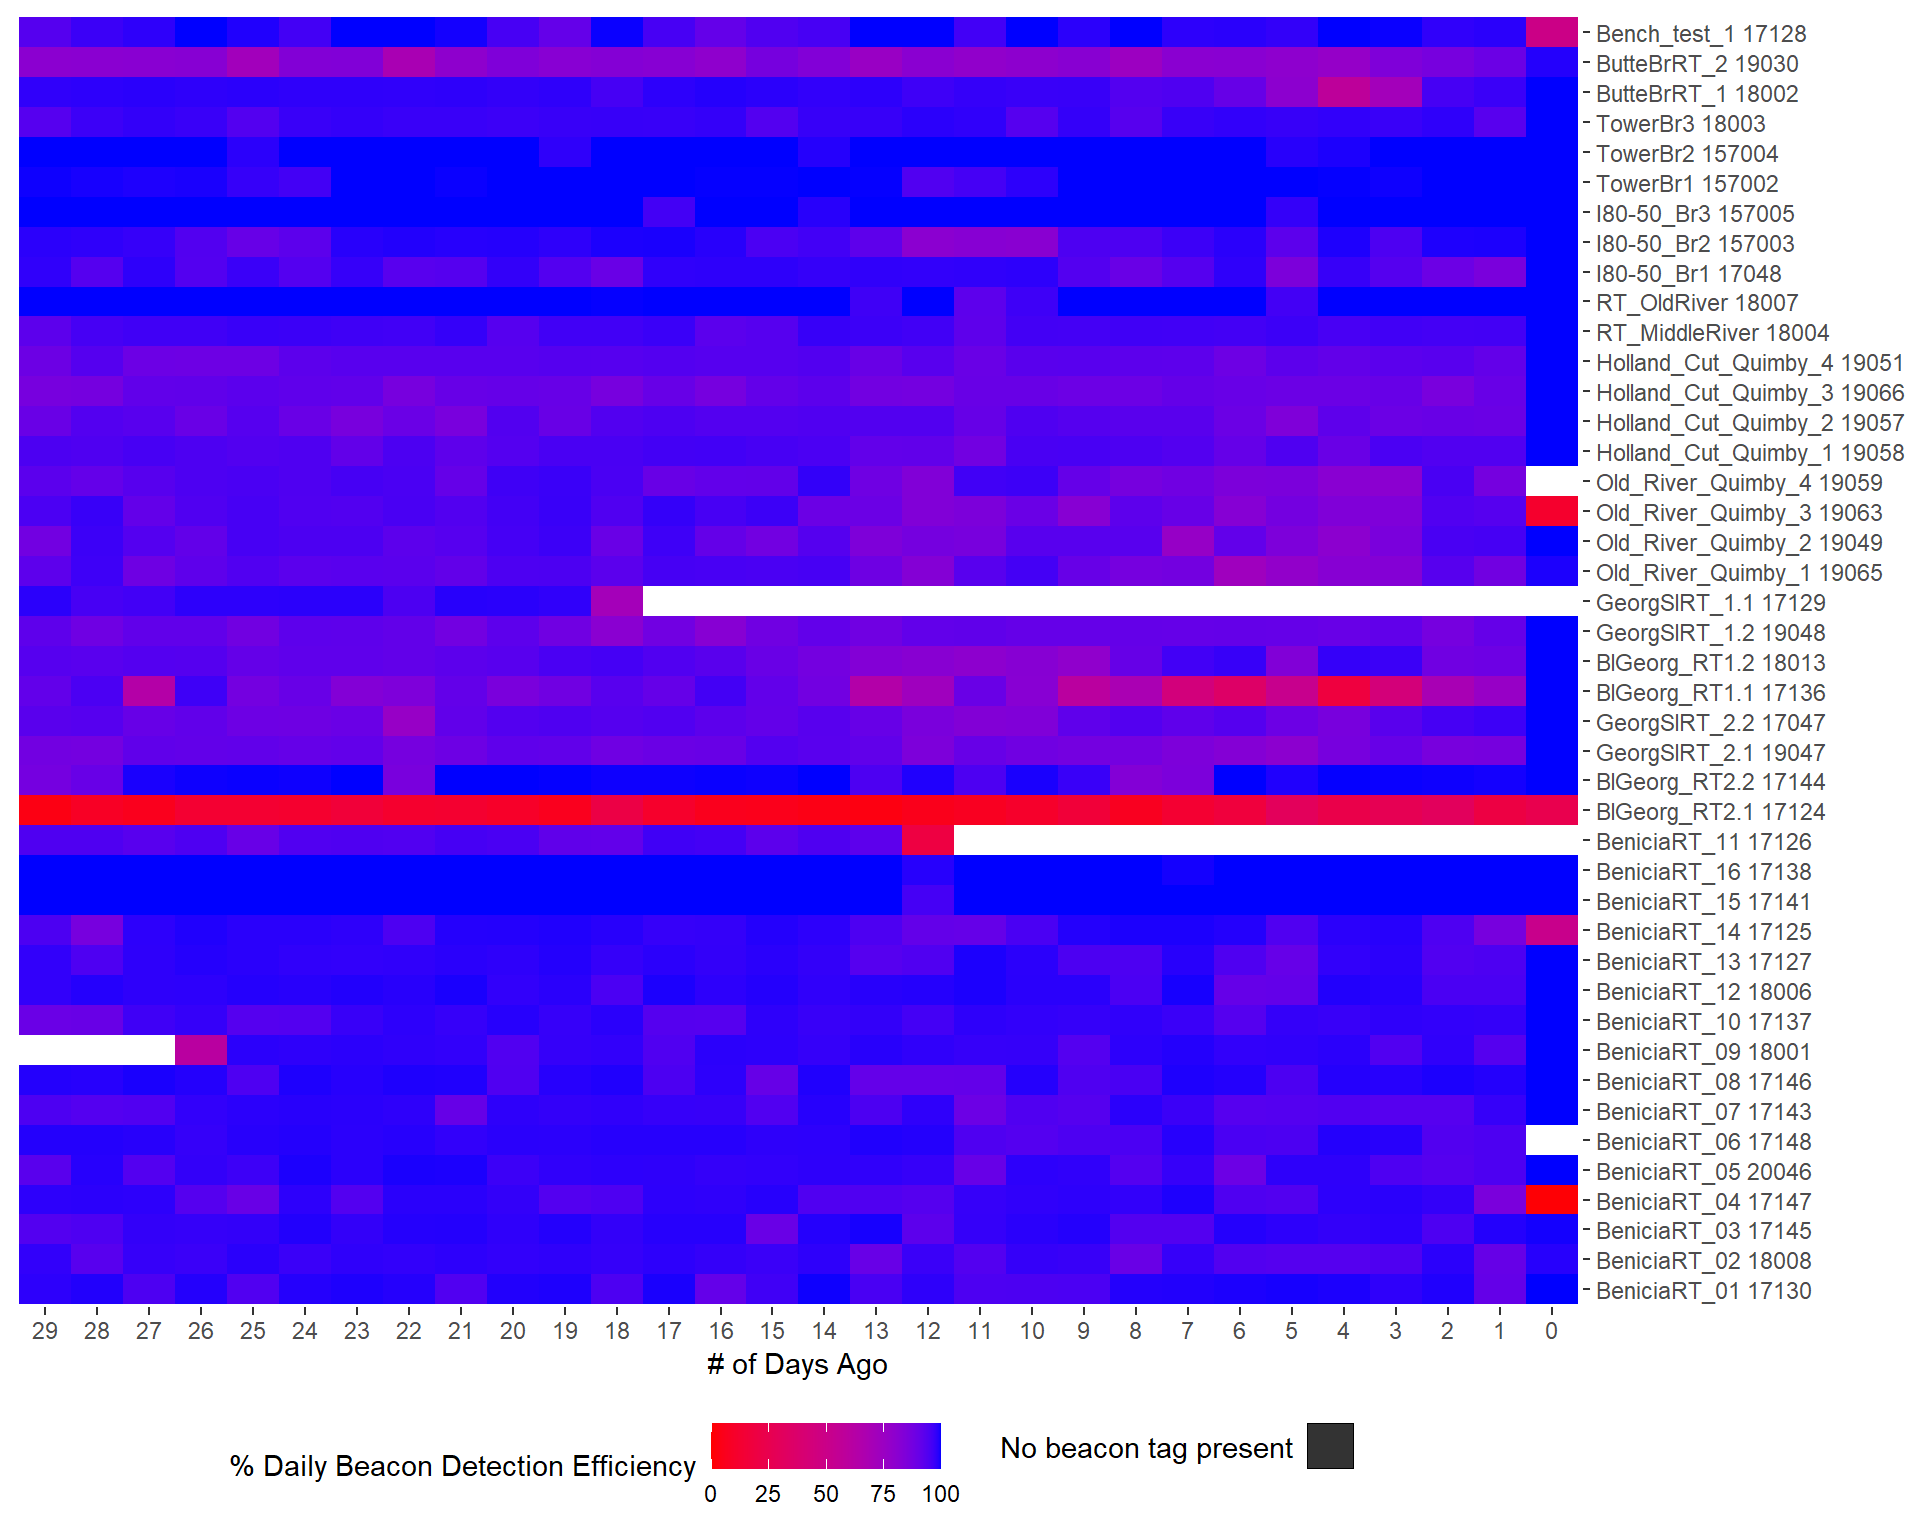 Bench_test_1 17128
ButteBrRT_2 19030
ButteBrRT_1 18002
TowerBr3 18003
TowerBr2 157004
TowerBr1 157002
I80-50_Br3 157005
I80-50_Br2 157003
I80-50_Br1 17048
RT_OldRiver 18007
RT_MiddleRiver 18004
Holland_Cut_Quimby_4 19051
Holland_Cut_Quimby_3 19066
Holland_Cut_Quimby_2 19057
Holland_Cut_Quimby_1 19058
Old_River_Quimby_4 19059
Old_River_Quimby_3 19063
Old_River_Quimby_2 19049
Old_River_Quimby_1 19065
GeorgSlRT_1.1 17129
GeorgSlRT_1.2 19048
BlGeorg_RT1.2 18013
BlGeorg_RT1.1 17136
GeorgSlRT_2.2 17047
GeorgSlRT_2.1 19047
BlGeorg_RT2.2 17144
BlGeorg_RT2.1 17124
BeniciaRT_11 17126
BeniciaRT_16 17138
BeniciaRT_15 17141
BeniciaRT_14 17125
BeniciaRT_13 17127
BeniciaRT_12 18006
BeniciaRT_10 17137
BeniciaRT_09 18001
BeniciaRT_08 17146
BeniciaRT_07 17143
BeniciaRT_06 17148
BeniciaRT_05 20046
BeniciaRT_04 17147
BeniciaRT_03 17145
BeniciaRT_02 18008
BeniciaRT_01 17130
29 28 27 26 25 24 23 22 21 20 19 18 17 16 15 14 13 12 11 10 9 8 7 6 5 4 3 2 1 0
# of Days Ago
% Daily Beacon Detection Efficiency
0 25 50 75 100
No beacon tag present